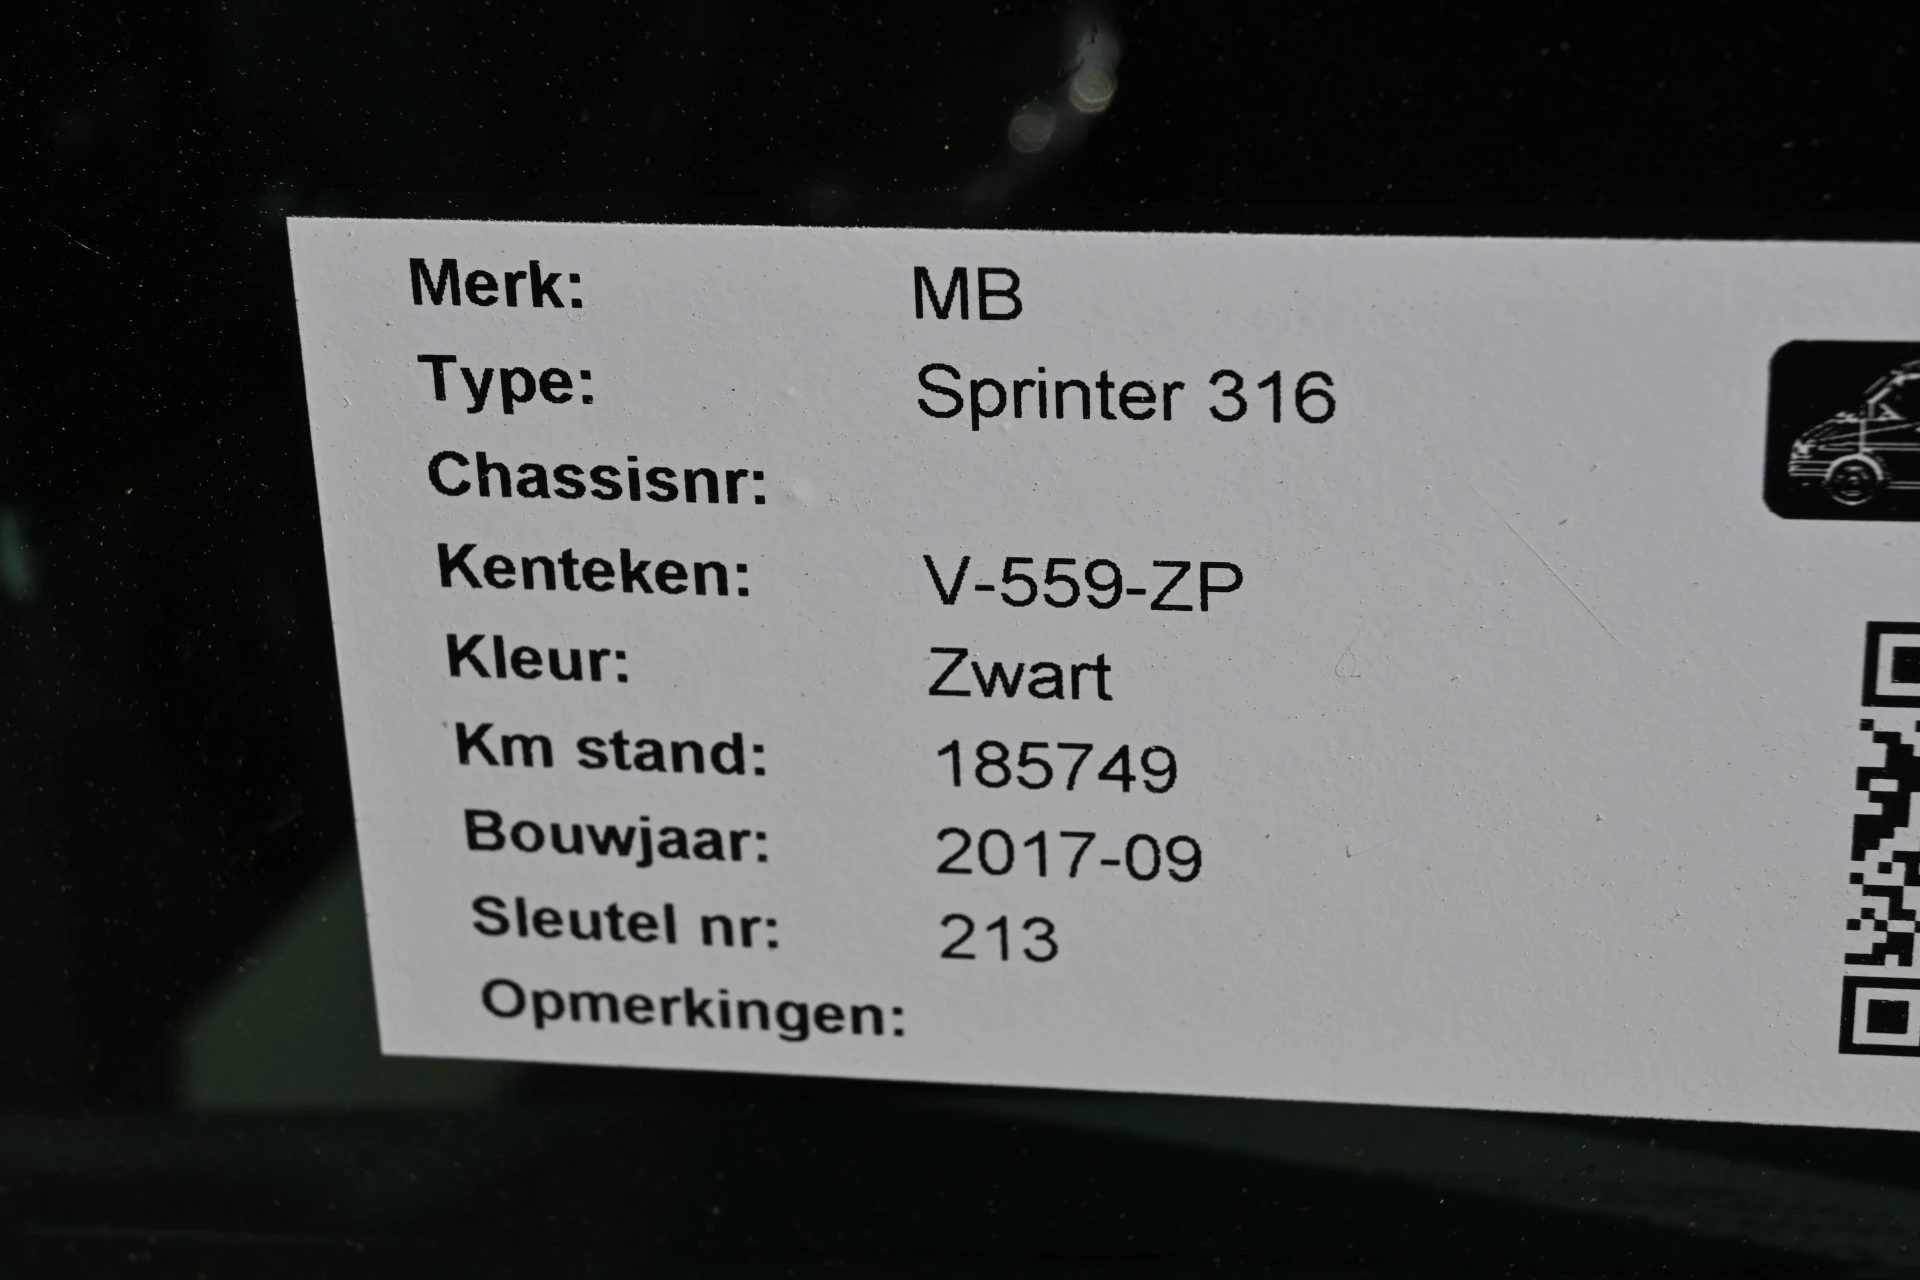 Merk: MB
Type: Sprinter 316
Chassisnr:
Kenteken: V-559-ZP
Kleur: Zwart
Km stand: 185749
Bouwjaar: 2017-09
Sleutel nr: 213
Opmerkingen: